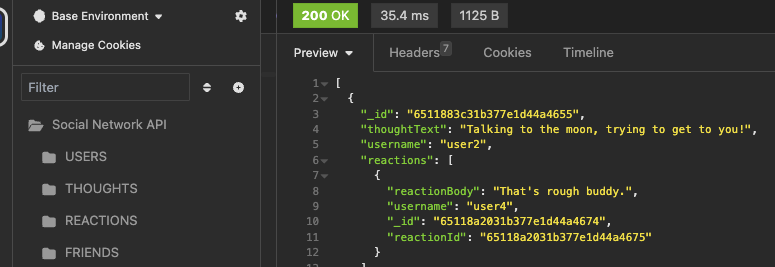 Base Environment
Manage Cookies
Filter
Social Network API
USERS
THOUGHTS
REACTIONS
FRIENDS
200 OK 35.4 ms 1125 B
Preview Headers 7 Cookies Timeline
1 [
2 {
3 "_id": "6511883c31b377e1d44a4655",
4 "thoughtText": "Talking to the moon, trying to get to you!",
5 "username": "user2",
6 "reactions": [
7 {
8 "reactionBody": "That's rough buddy.",
9 "username": "user4",
10 "_id": "65118a2031b377e1d44a4674",
11 "reactionId": "65118a2031b377e1d44a4675"
12 }